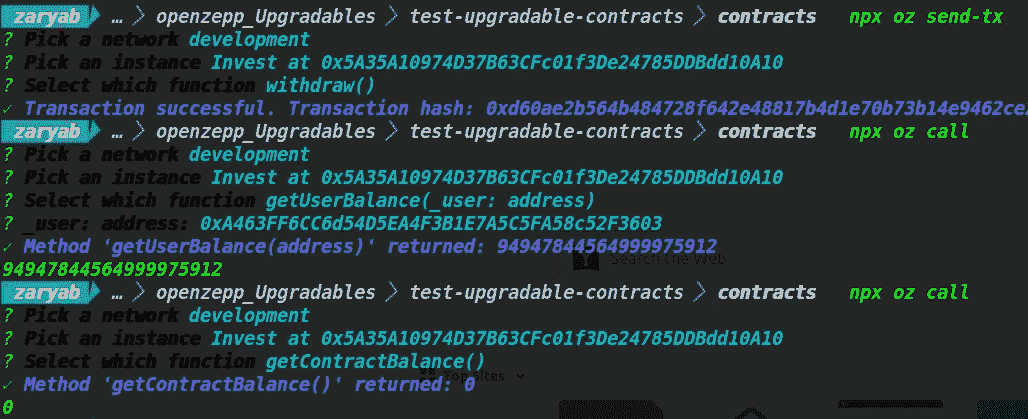 zaryab … openzepp_Upgradables test-upgradable-contracts contracts npx oz send-tx
? Pick a network development
? Pick an instance Invest at 0x5A35A10974D37B63CFc01f3De24785DDBdd10A10
? Select which function withdraw()
✓ Transaction successful. Transaction hash: 0xd60ae2b564b484728f642e48817b4d1e70b73b14e9462ce
zaryab … openzepp_Upgradables test-upgradable-contracts contracts npx oz call
? Pick a network development
? Pick an instance Invest at 0x5A35A10974D37B63CFc01f3De24785DDBdd10A10
? Select which function getUserBalance(_user: address)
? _user: address: 0xA463FF6CC6d54D5EA4F3B1E7A5C5FA58c52F3603
✓ Method 'getUserBalance(address)' returned: 94947844564999975912
94947844564999975912
Search the Web
zaryab … openzepp_Upgradables test-upgradable-contracts contracts npx oz call
? Pick a network development
? Pick an instance Invest at 0x5A35A10974D37B63CFc01f3De24785DDBdd10A10
? Select which function getContractBalance()
✓ Method 'getContractBalance()' returned: 0
Top Sites
0